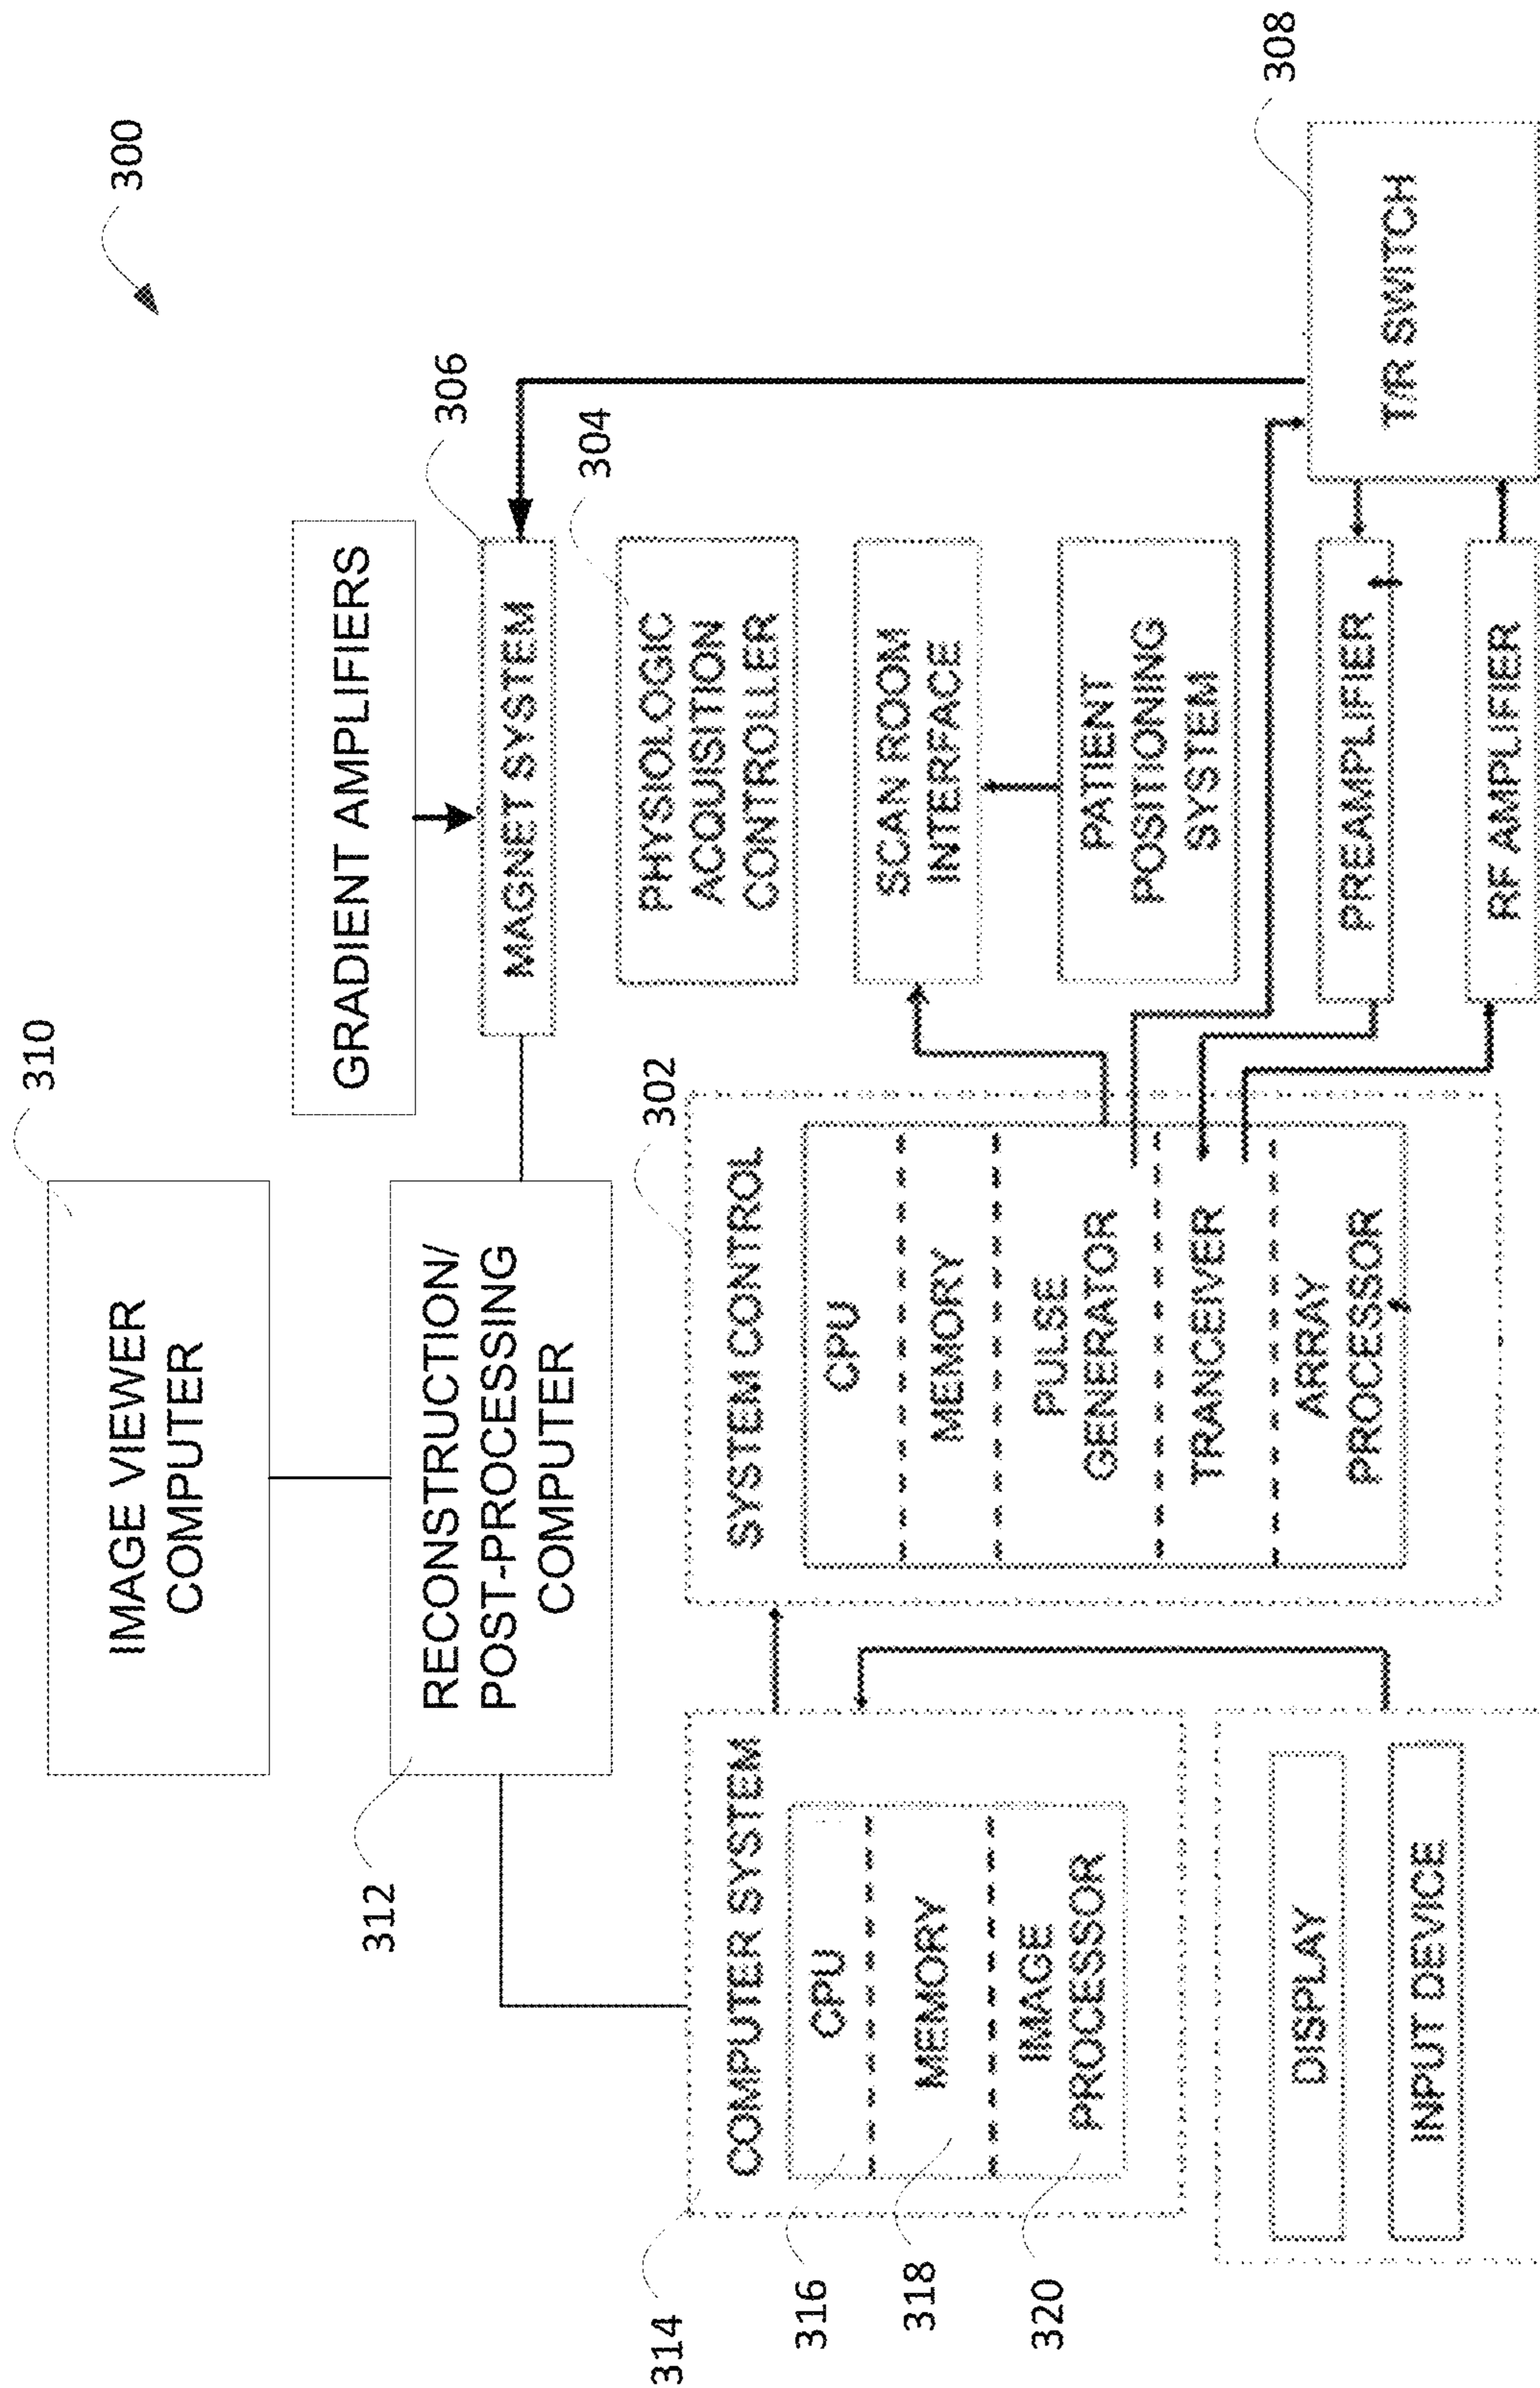 300
310
IMAGE VIEWER
COMPUTER
GRADIENT AMPLIFIERS
306
MAGNET SYSTEM
312
RECONSTRUCTION/
POST-PROCESSING
COMPUTER
304
PHYSIOLOGIC
ACQUISITION
CONTROLLER
314
COMPUTER SYSTEM
316
CPU
318
MEMORY
320
IMAGE
PROCESSOR
302
SYSTEM CONTROL
CPU
MEMORY
PULSE
GENERATOR
TRANCEIVER
ARRAY
PROCESSOR
SCAN ROOM
INTERFACE
PATIENT
POSITIONING
SYSTEM
308
T/R SWITCH
PREAMPLIFIER
RF AMPLIFIER
DISPLAY
INPUT DEVICE